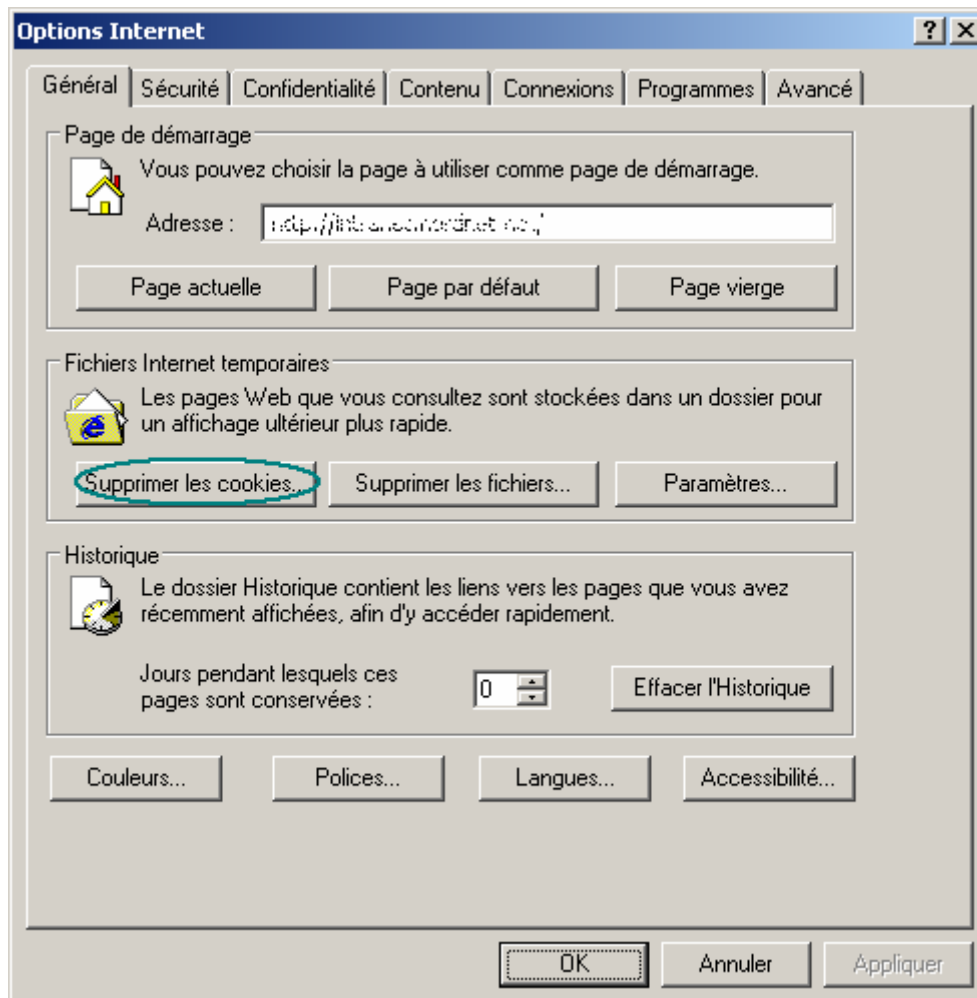 Options Internet
Général Sécurité Confidentialité Contenu Connexions Programmes Avancé
Page de démarrage
Vous pouvez choisir la page à utiliser comme page de démarrage.
Adresse :
Page actuelle Page par défaut Page vierge
Fichiers Internet temporaires
Les pages Web que vous consultez sont stockées dans un dossier pour
un affichage ultérieur plus rapide.
Supprimer les cookies... Supprimer les fichiers... Paramètres...
Historique
Le dossier Historique contient les liens vers les pages que vous avez
récemment affichées, afin d'y accéder rapidement.
Jours pendant lesquels ces
pages sont conservées :
0
Effacer l'Historique
Couleurs... Polices... Langues... Accessibilité...
OK Annuler Appliquer